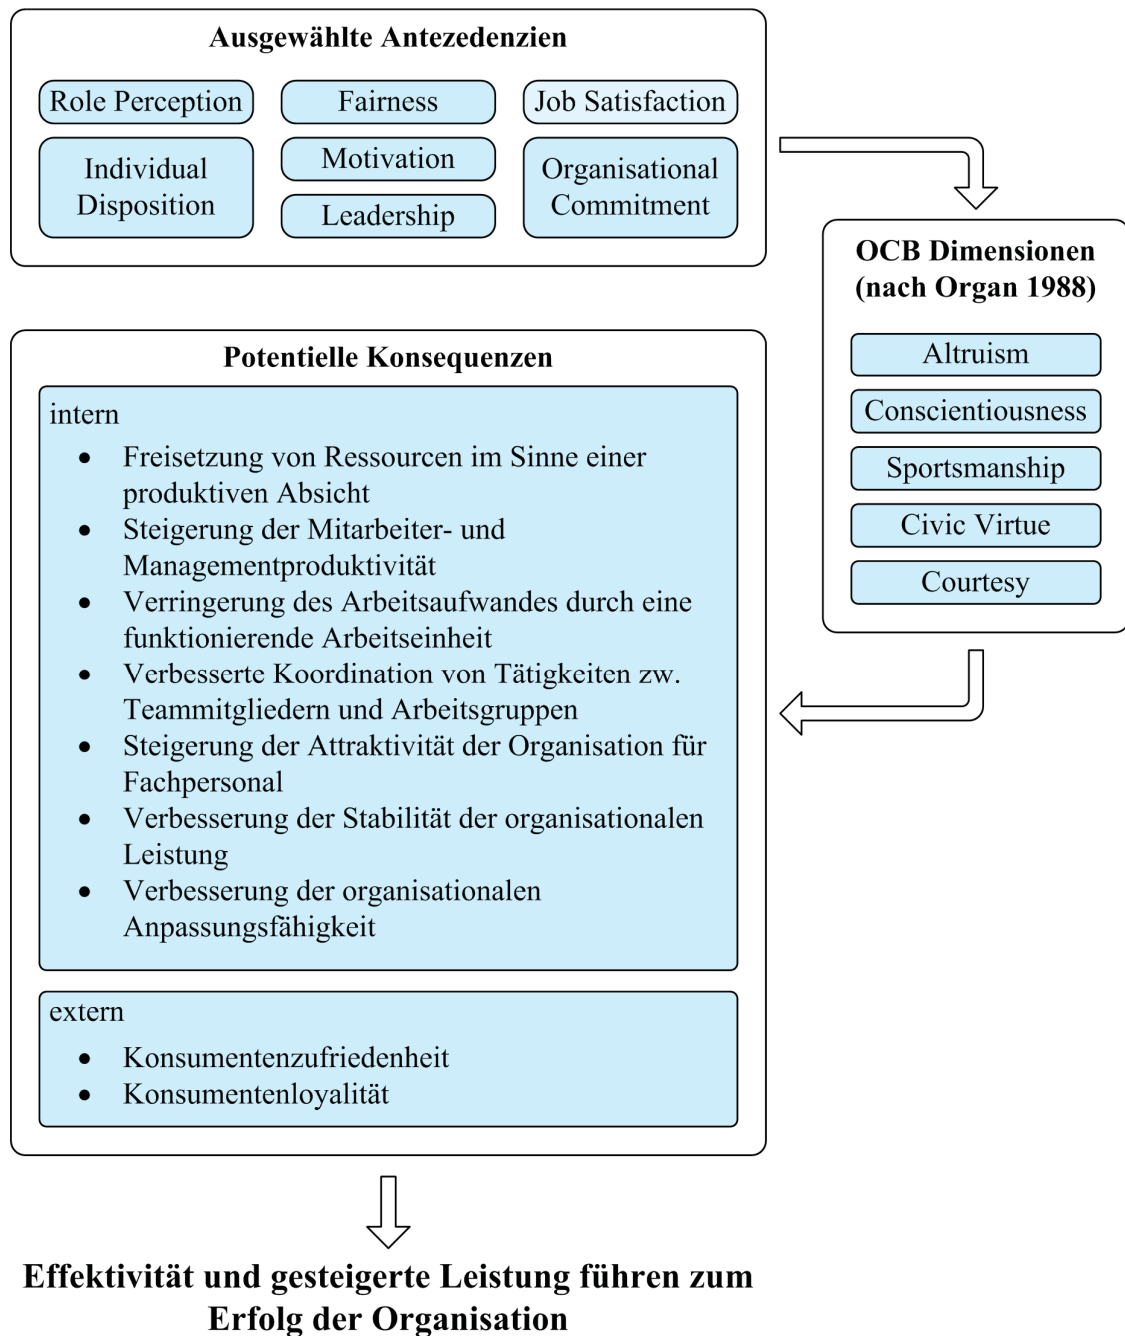 Ausgewählte Antezedenzien
Role Perception
Fairness
Job Satisfaction
Individual
Disposition
Motivation
Leadership
Organisational
Commitment
OCB Dimensionen
(nach Organ 1988)
Altruism
Conscientiousness
Sportsmanship
Civic Virtue
Courtesy
Potentielle Konsequenzen
intern
• Freisetzung von Ressourcen im Sinne einer
produktiven Absicht
• Steigerung der Mitarbeiter- und
Managementproduktivität
• Verringerung des Arbeitsaufwandes durch eine
funktionierende Arbeitseinheit
• Verbesserte Koordination von Tätigkeiten zw.
Teammitgliedern und Arbeitsgruppen
• Steigerung der Attraktivität der Organisation für
Fachpersonal
• Verbesserung der Stabilität der organisationalen
Leistung
• Verbesserung der organisationalen
Anpassungsfähigkeit
extern
• Konsumentenzufriedenheit
• Konsumentenloyalität
Effektivität und gesteigerte Leistung führen zum
Erfolg der Organisation